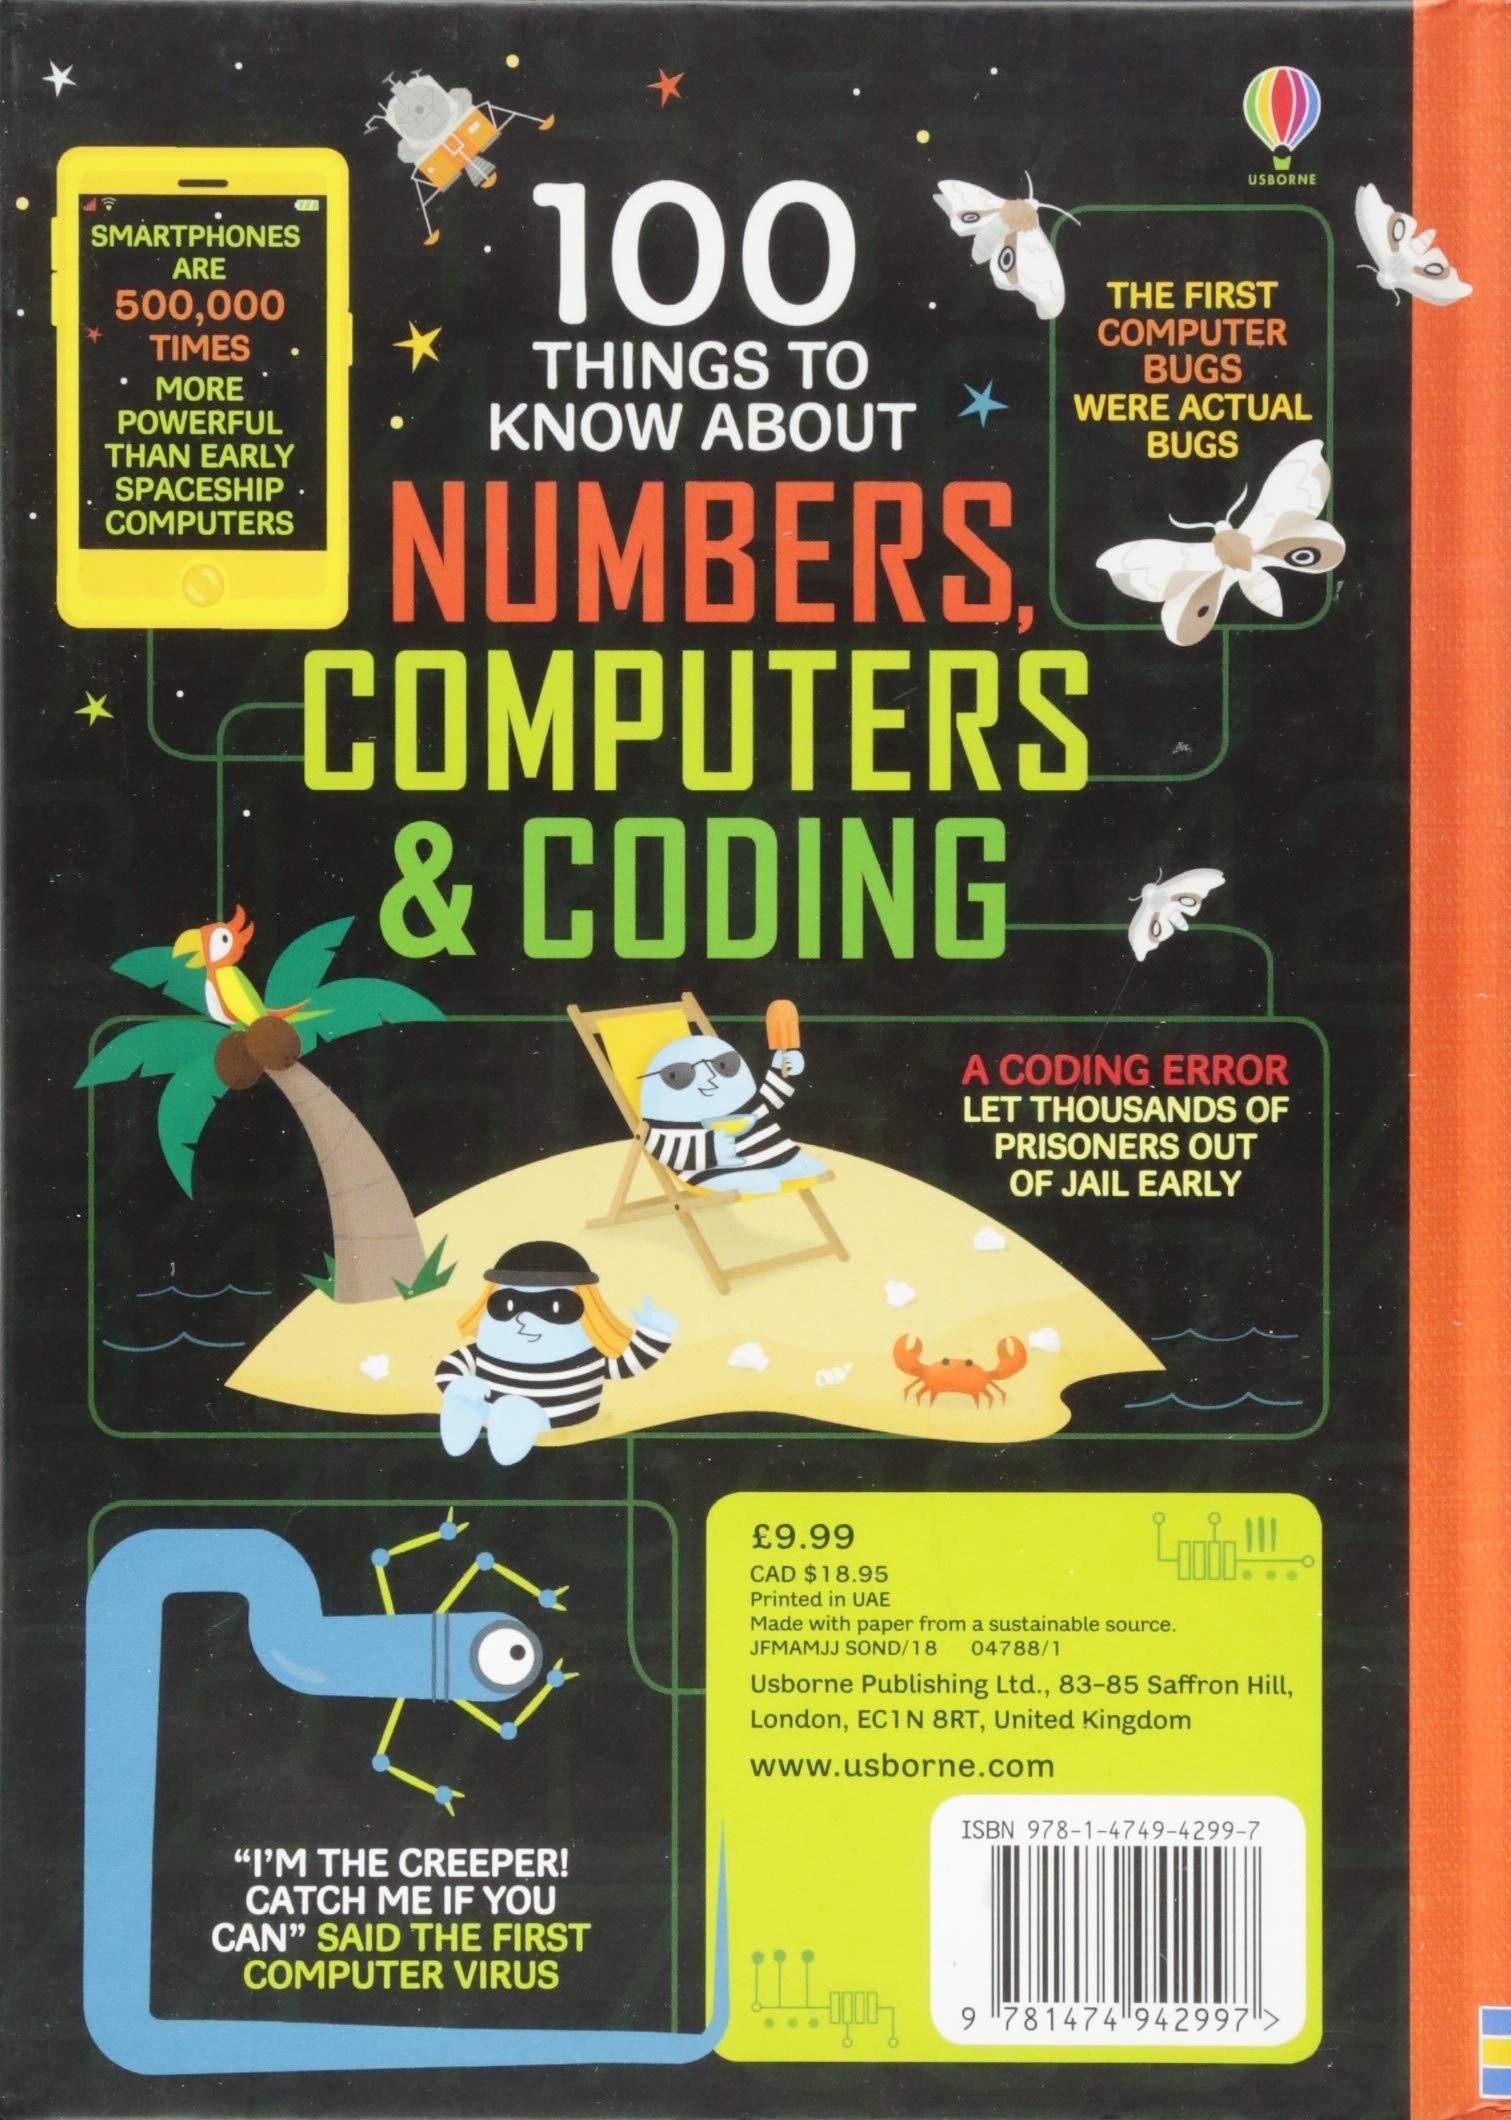 USBORNE
SMARTPHONES
ARE
500,000
TIMES
MORE
POWERFUL
THAN EARLY
SPACESHIP
COMPUTERS
100
THINGS TO
KNOW ABOUT
NUMBERS,
COMPUTERS
& CODING
THE FIRST
COMPUTER
BUGS
WERE ACTUAL
BUGS
A CODING ERROR
LET THOUSANDS OF
PRISONERS OUT
OF JAIL EARLY
“I’M THE CREEPER!
CATCH ME IF YOU
CAN” SAID THE FIRST
COMPUTER VIRUS
£9.99
CAD $18.95
Printed in UAE
Made with paper from a sustainable source.
JFMAMJJ SOND/18 04788/1
Usborne Publishing Ltd., 83-85 Saffron Hill,
London, EC1N 8RT, United Kingdom
www.usborne.com
ISBN 978-1-4749-4299-7
9 781474 942997 >